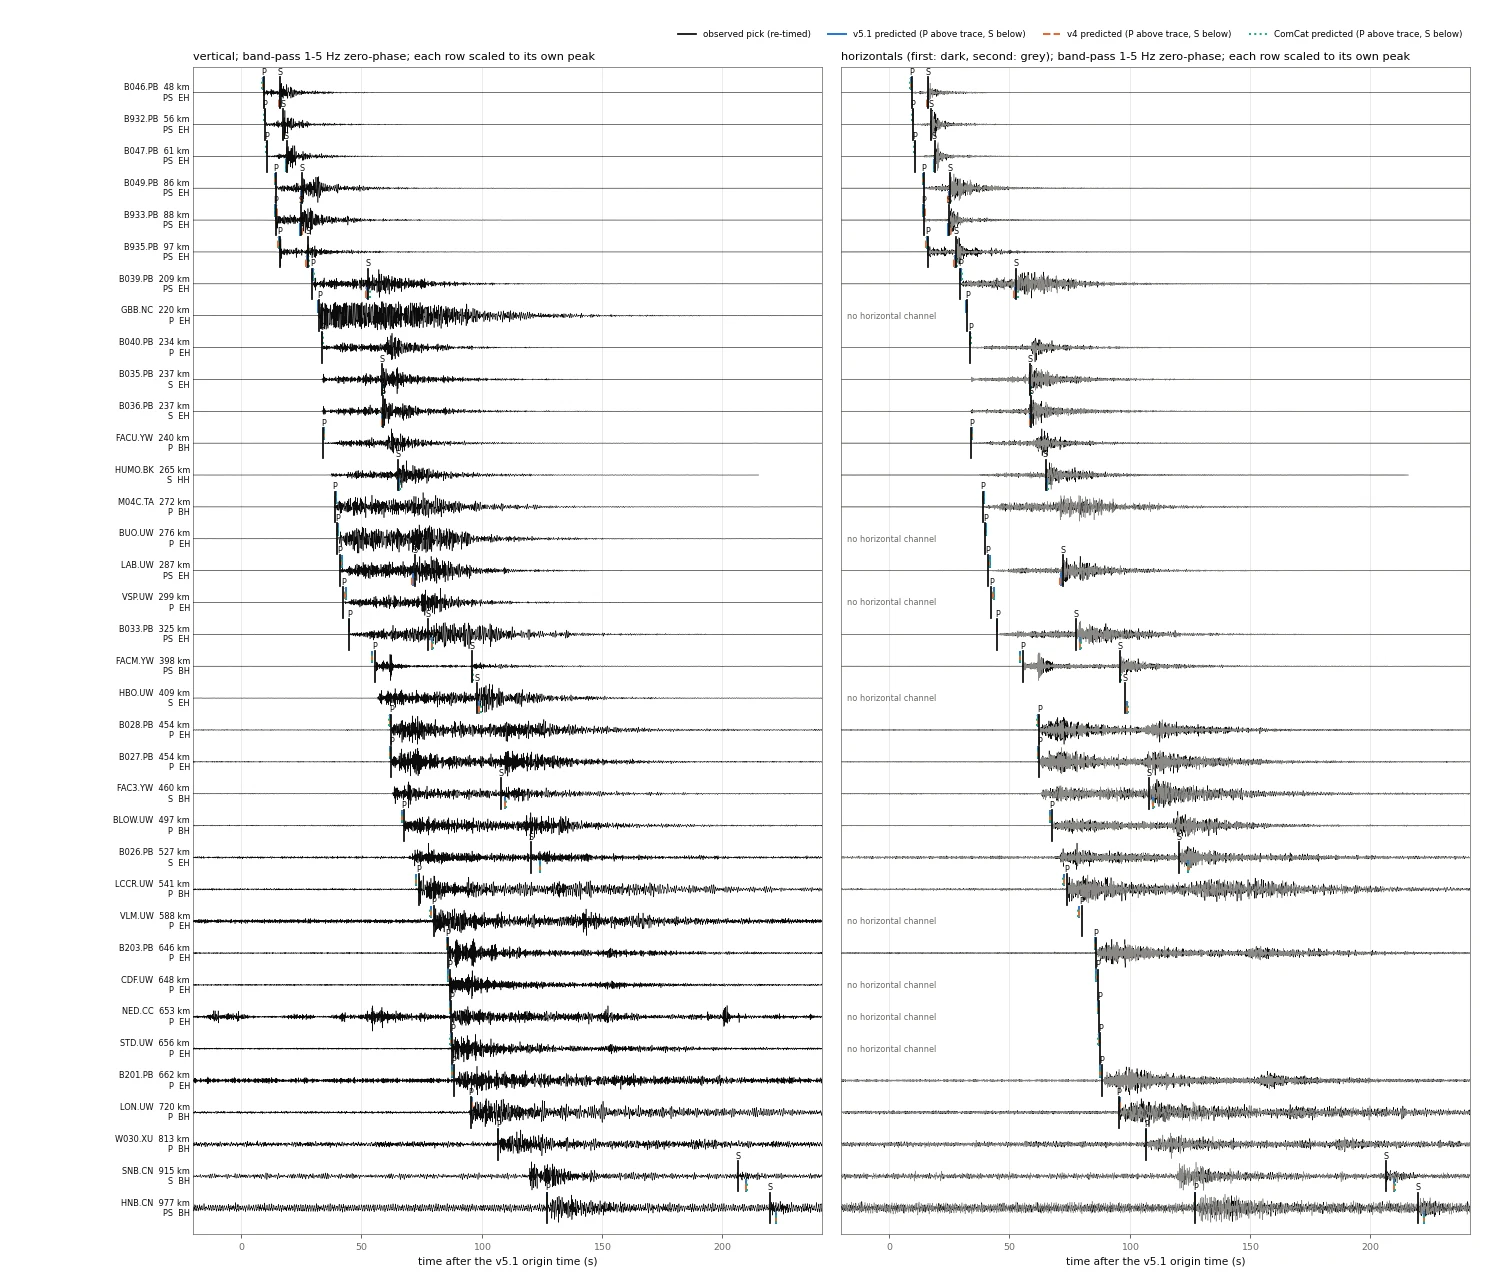 observed pick (re-timed)
v5.1 predicted (P above trace, S below)
v4 predicted (P above trace, S below)
ComCat predicted (P above trace, S below)
vertical; band-pass 1-5 Hz zero-phase; each row scaled to its own peak
horizontals (first: dark, second: grey); band-pass 1-5 Hz zero-phase; each row scaled to its own peak
B046.PB 48 km
PS EH
B932.PB 56 km
PS EH
B047.PB 61 km
PS EH
B049.PB 86 km
PS EH
B933.PB 88 km
PS EH
B935.PB 97 km
PS EH
B039.PB 209 km
PS EH
GBB.NC 220 km
P EH
no horizontal channel
B040.PB 234 km
P EH
B035.PB 237 km
S EH
B036.PB 237 km
S EH
FACU.YW 240 km
P BH
HUMO.BK 265 km
S HH
M04C.TA 272 km
P BH
BUO.UW 276 km
P EH
no horizontal channel
LAB.UW 287 km
PS EH
VSP.UW 299 km
P EH
no horizontal channel
B033.PB 325 km
PS EH
FACM.YW 398 km
PS BH
HBO.UW 409 km
S EH
no horizontal channel
B028.PB 454 km
P EH
B027.PB 454 km
P EH
FAC3.YW 460 km
S BH
BLOW.UW 497 km
P BH
B026.PB 527 km
S EH
LCCR.UW 541 km
P BH
VLM.UW 588 km
P EH
no horizontal channel
B203.PB 646 km
P EH
CDF.UW 648 km
P EH
no horizontal channel
NED.CC 653 km
P EH
no horizontal channel
STD.UW 656 km
P EH
no horizontal channel
B201.PB 662 km
P EH
LON.UW 720 km
P BH
W030.XU 813 km
P BH
SNB.CN 915 km
S BH
HNB.CN 977 km
PS BH
0 50 100 150 200
0 50 100 150 200
time after the v5.1 origin time (s)
time after the v5.1 origin time (s)